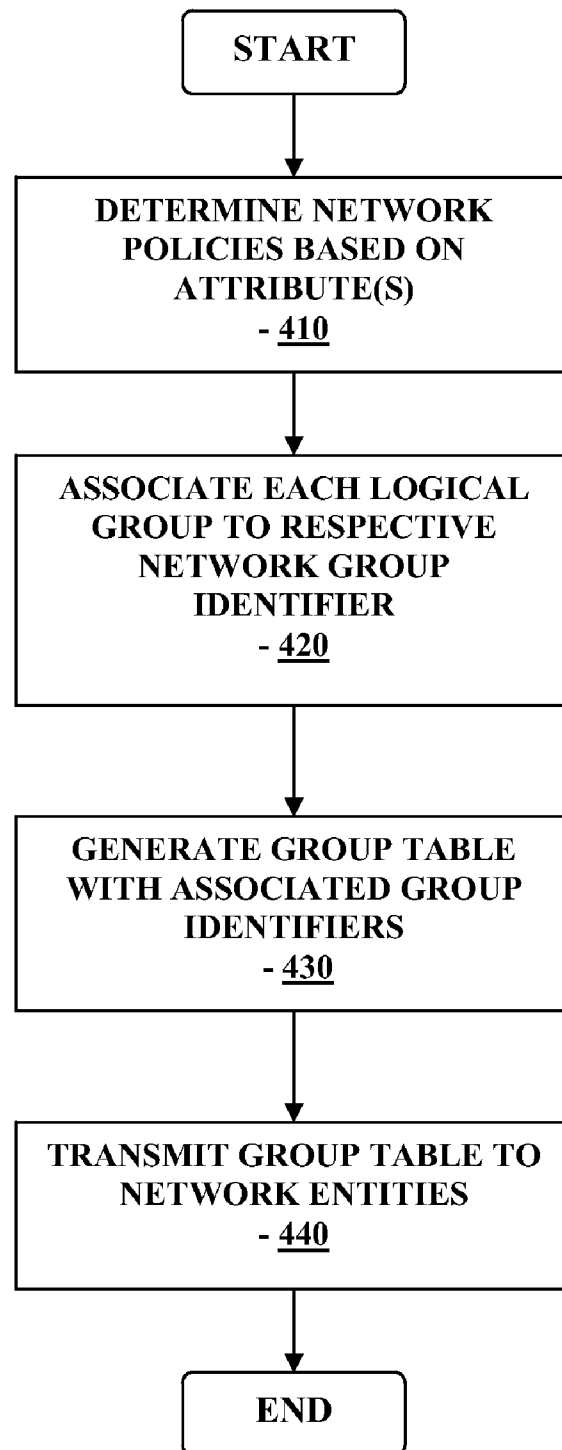 START
DETERMINE NETWORK
POLICIES BASED ON
ATTRIBUTE(S)
- 410
ASSOCIATE EACH LOGICAL
GROUP TO RESPECTIVE
NETWORK GROUP
IDENTIFIER
- 420
GENERATE GROUP TABLE
WITH ASSOCIATED GROUP
IDENTIFIERS
- 430
TRANSMIT GROUP TABLE TO
NETWORK ENTITIES
- 440
END